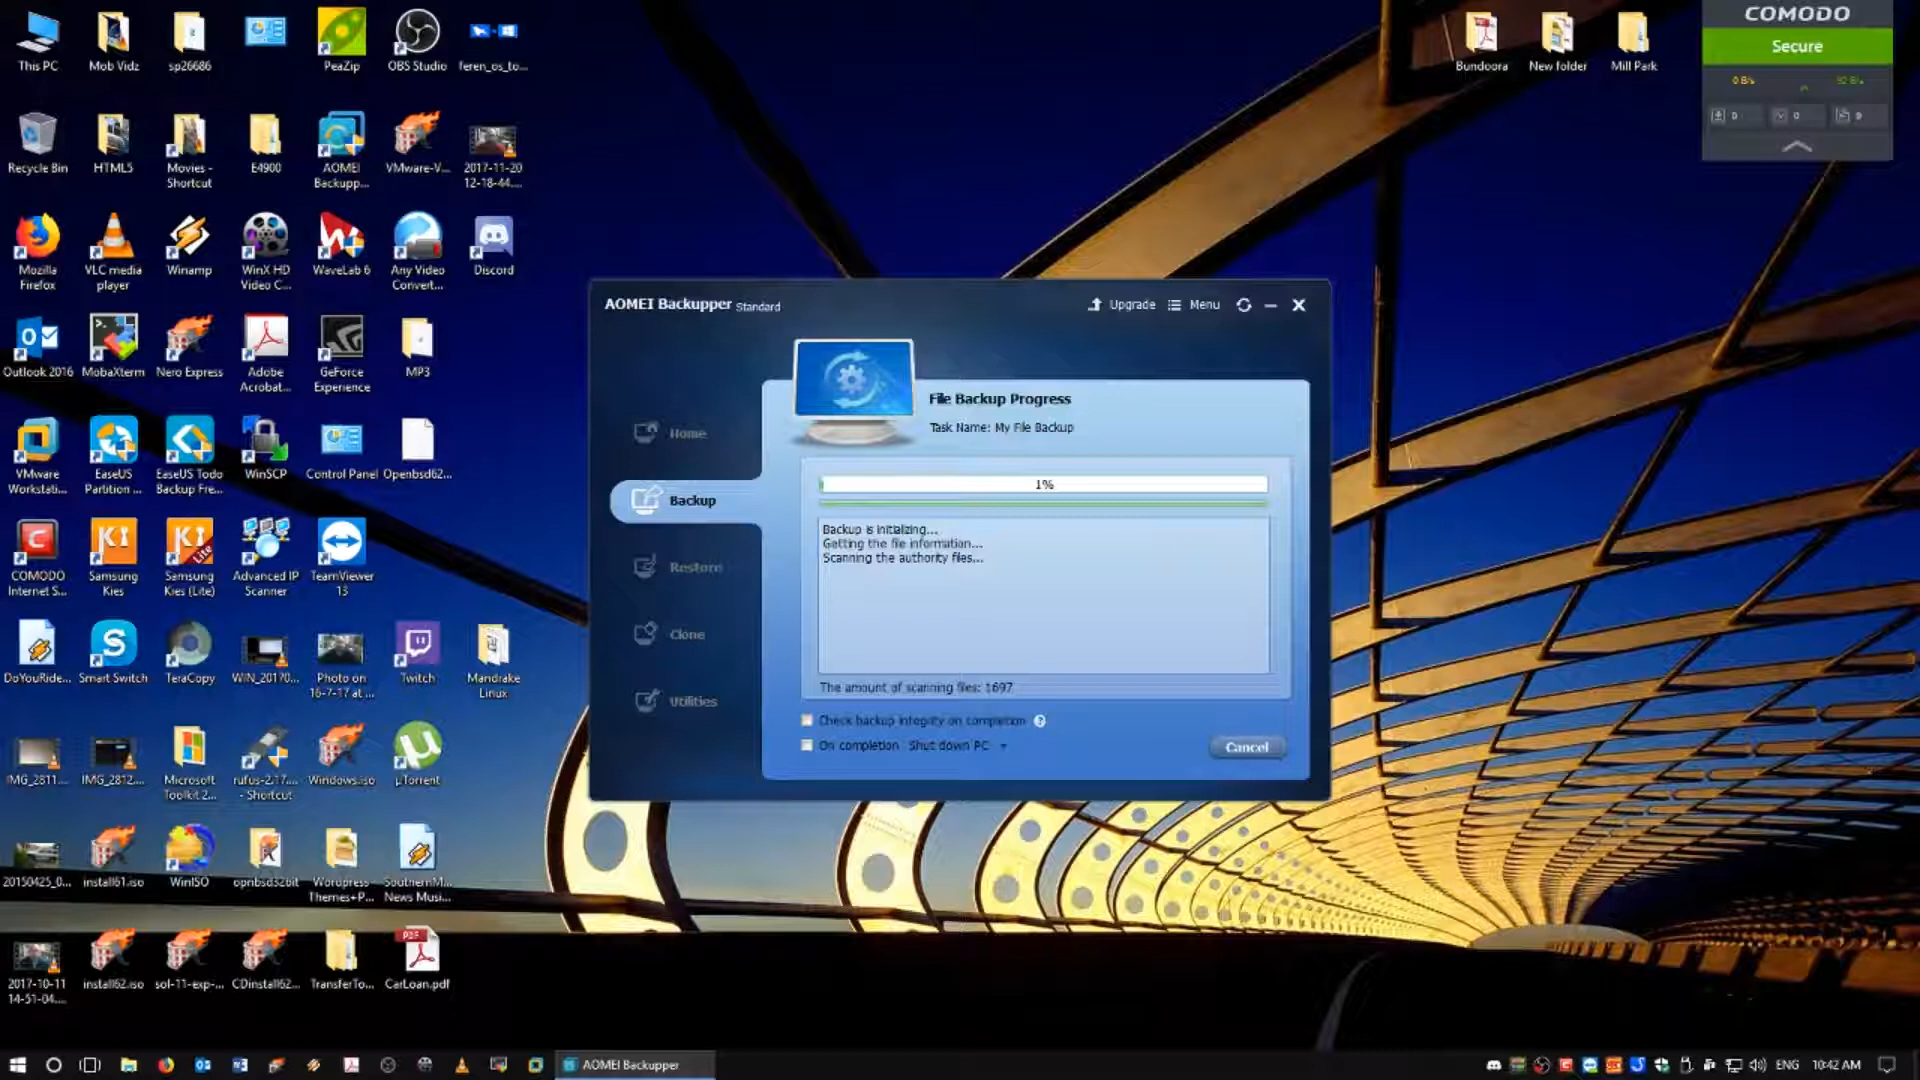 This PC
Mob Vidz
sp26686
PeaZip
OBS Studio
feren_os_to...
Bundoora
New folder
Mill Park
COMODO
Secure
0 B/s
0
0
0
Recycle Bin
HTML5
Movies -
Shortcut
E4900
AOMEI
Backupp...
VMware-V...
2017-11-20
12-18-44....
Mozilla
Firefox
VLC media
player
Winamp
WinX HD
Video C...
WaveLab 6
Any Video
Convert...
Discord
Outlook 2016
MobaXterm
Nero Express
Adobe
Acrobat...
GeForce
Experience
MP3
VMware
Workstati...
EaseUS
Partition ...
EaseUS Todo
Backup Fre...
WinSCP
Control Panel
Openbsd62...
COMODO
Internet S...
Samsung
Kies
Samsung
Kies (Lite)
Advanced IP
Scanner
TeamViewer
13
DoYouRide...
Smart Switch
TeraCopy
WIN_20170...
Photo on
16-7-17 at ...
Twitch
Mandrake
Linux
IMG_2811...
IMG_2812...
Microsoft
Toolkit 2...
rufus-2.17....
- Shortcut
Windows.iso
µTorrent
20150425_0...
install61.iso
WinISO
opnbsd32bit
Worpress
Themes+P...
SouthernM...
News Musi...
2017-10-11
14-51-04....
install62.iso
sol-11-exp-...
CDinstall62...
TransferTo...
CarLoan.pdf
AOMEI Backupper Standard
Upgrade
Menu
Home
Backup
Restore
Clone
Utilities
File Backup Progress
Task Name: My File Backup
1%
Backup is initializing...
Getting the file information...
Scanning the authority files...
The amount of scanning files: 1697
Check backup integrity on completion
On completion Shut down PC
Cancel
AOMEI Backupper
ENG
10:42 AM